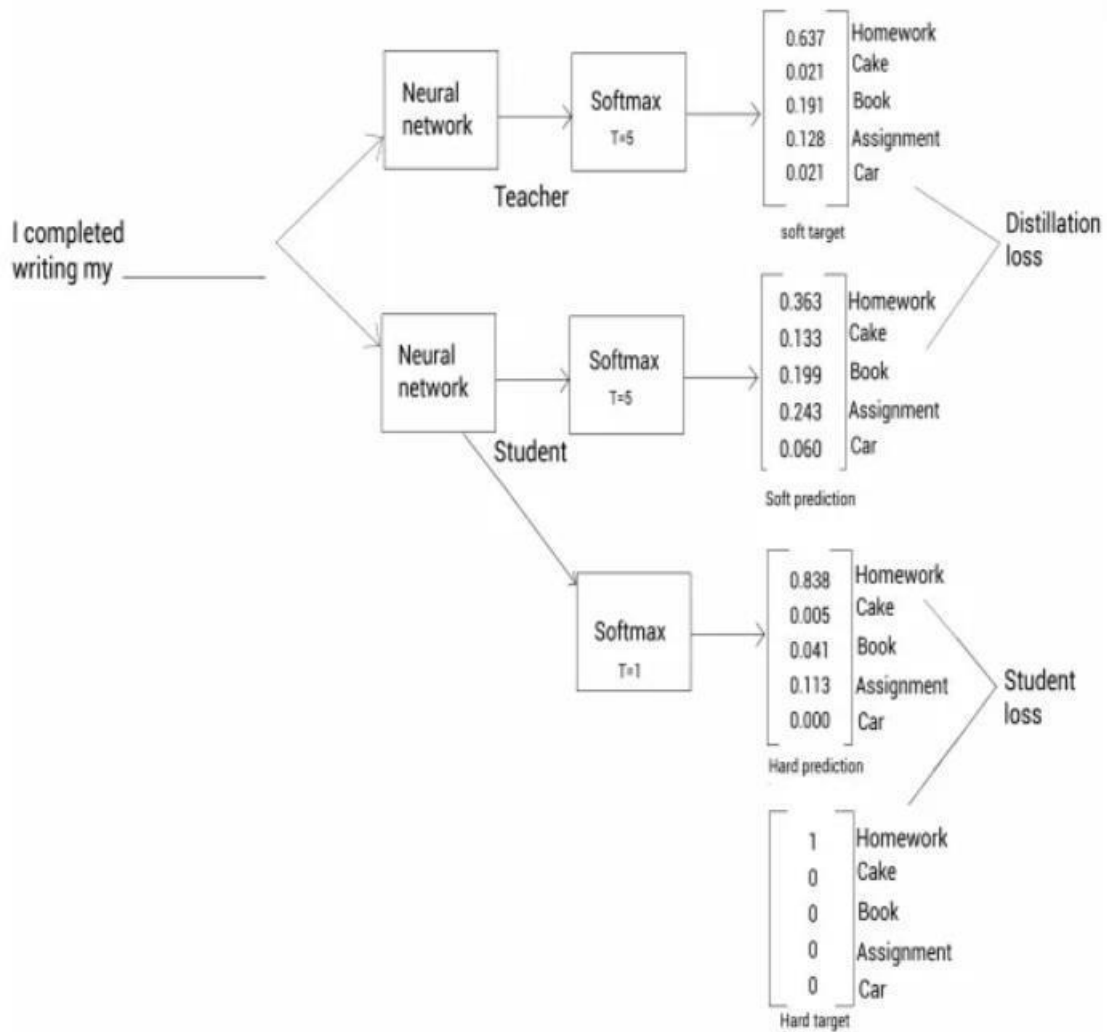 0.637 Homework
0.021 Cake
0.191 Book
0.128 Assignment
0.021 Car
soft target
Neural
network
Softmax
T=5
Teacher
I completed
writing my ____________
Distillation
loss
Neural
network
Softmax
T=5
Student
0.363 Homework
0.133 Cake
0.199 Book
0.243 Assignment
0.060 Car
Soft prediction
Softmax
T=1
0.838 Homework
0.005 Cake
0.041 Book
0.113 Assignment
0.000 Car
Hard prediction
Student
loss
1 Homework
0 Cake
0 Book
0 Assignment
0 Car
Hard target